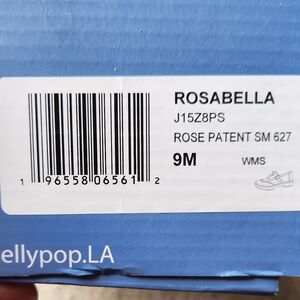 ROSABELLA
J15Z8PS
ROSE PATENT SM 627
9M WMS
1 96558 06561 2
ellypop.LA